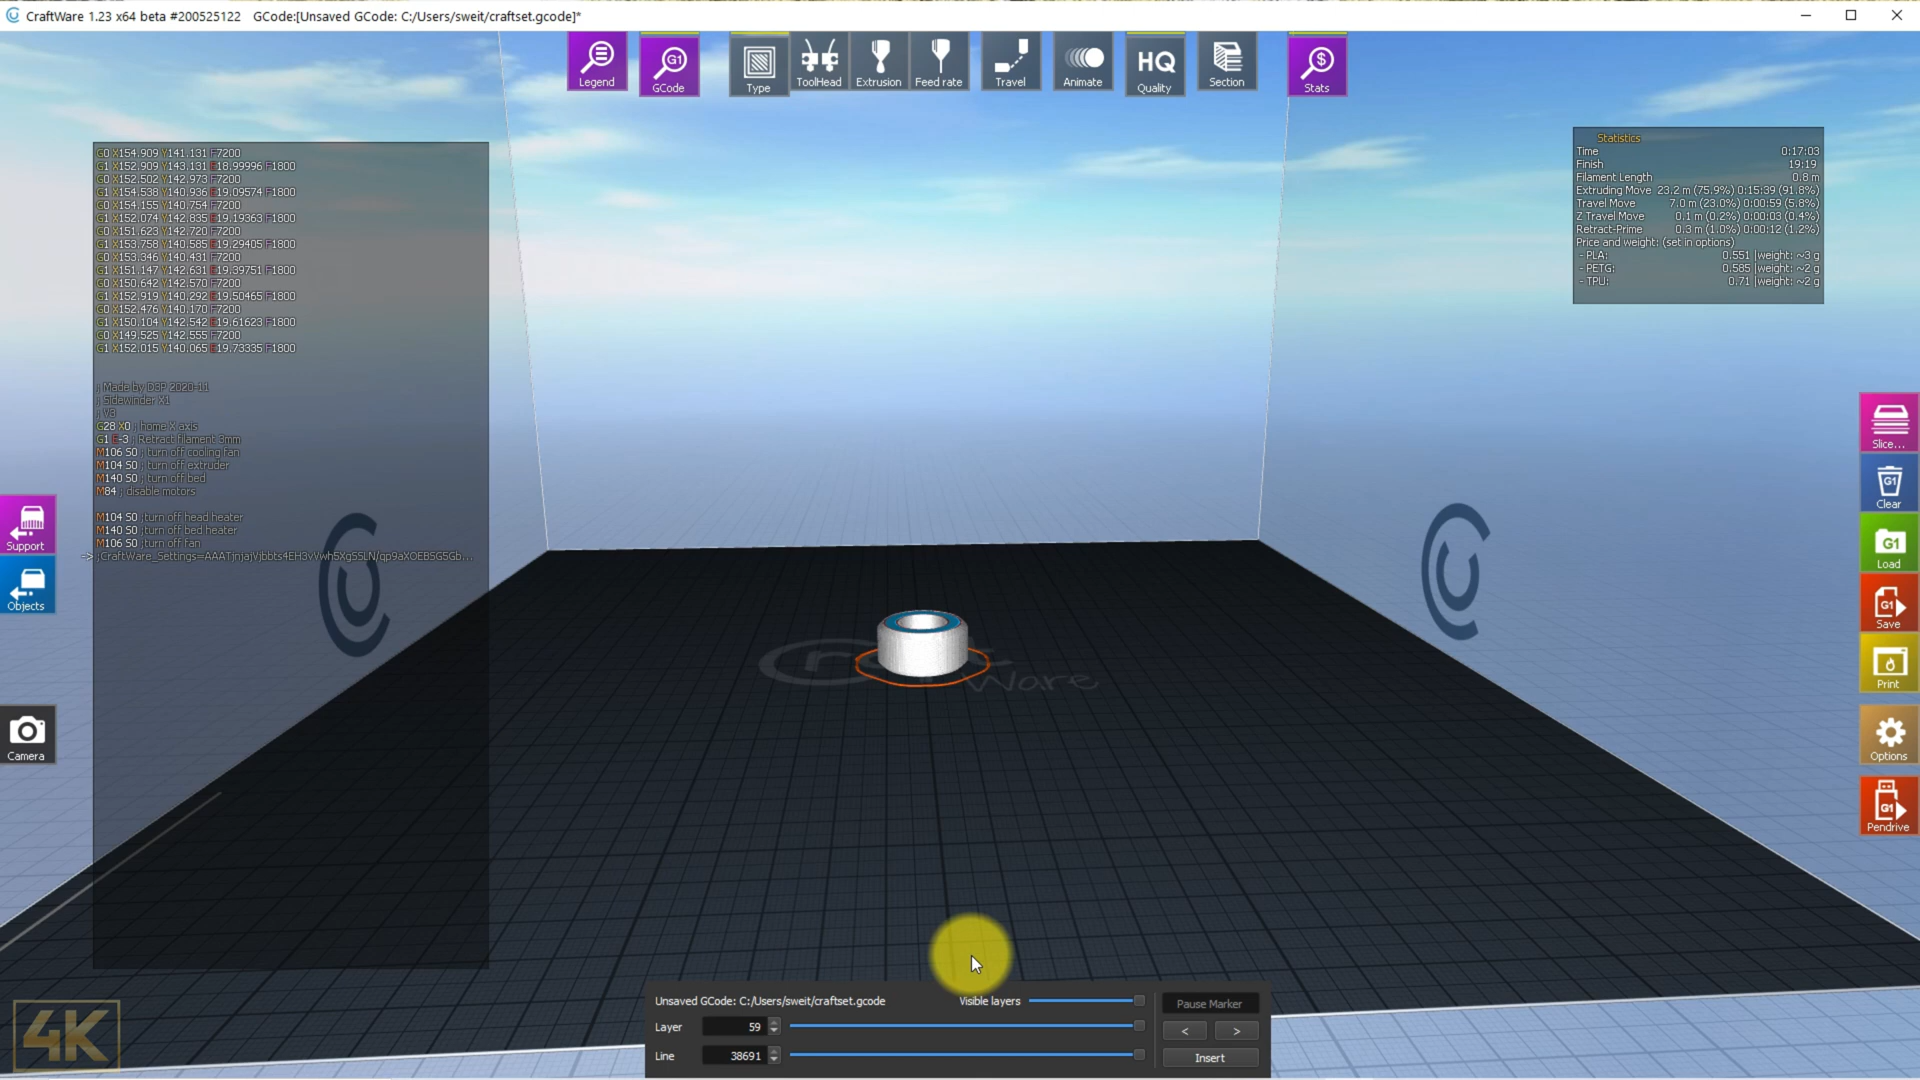 CraftWare 1.23 x64 beta #200525122 GCode:[Unsaved GCode: C:/Users/sweit/craftset.gcode]*
Legend
GCode
Type
ToolHead
Extrusion
Feed rate
Travel
Animate
HQ
Quality
Section
Stats
G0 X154.909 Y141.131 F7200
G1 X152.909 Y143.131 E18.99996 F1800
G0 X152.502 Y142.973 F7200
G1 X154.538 Y140.936 E19.09574 F1800
G0 X154.155 Y140.754 F7200
G1 X152.074 Y142.835 E19.19363 F1800
G0 X151.623 Y142.720 F7200
G1 X153.758 Y140.585 E19.29405 F1800
G0 X153.346 Y140.431 F7200
G1 X151.147 Y142.631 E19.39751 F1800
G0 X150.642 Y142.570 F7200
G1 X152.919 Y140.292 E19.50465 F1800
G0 X152.476 Y140.170 F7200
G1 X150.104 Y142.542 E19.61623 F1800
G0 X149.525 Y142.555 F7200
G1 X152.015 Y140.065 E19.73335 F1800
; Made by D3P 2020-11
; Sidewinder X1
; V3
G28 X0 ; home X axis
G1 E-3 ; Retract filament 3mm
M106 S0 ; turn off cooling fan
M104 S0 ; turn off extruder
M140 S0 ; turn off bed
M84 ; disable motors
M104 S0 ;turn off head heater
M140 S0 ;turn off bed heater
M106 S0 ;turn off fan
Statistics
Time 0:17:03
Finish 19:19
Filament Length 0.8 m
Extruding Move 23.2 m (75.9%) 0:15:39 (91.8%)
Travel Move 7.0 m (23.0%) 0:00:59 (5.8%)
Z Travel Move 0.1 m (0.2%) 0:00:03 (0.4%)
Retract-Prime 0.3 m (1.0%) 0:00:12 (1.2%)
Price and weight: (set in options)
- PLA: 0.551 |weight: ~3 g
- PETG: 0.585 |weight: ~2 g
- TPU: 0.71 |weight: ~2 g
Support
Objects
Camera
Slice...
G1
Clear
G1
Load
G1
Save
Print
Options
G1
Pendrive
Craft
Ware
4K
Unsaved GCode: C:/Users/sweit/craftset.gcode Visible layers
Layer 59
Line 38691
Pause Marker
< >
Insert